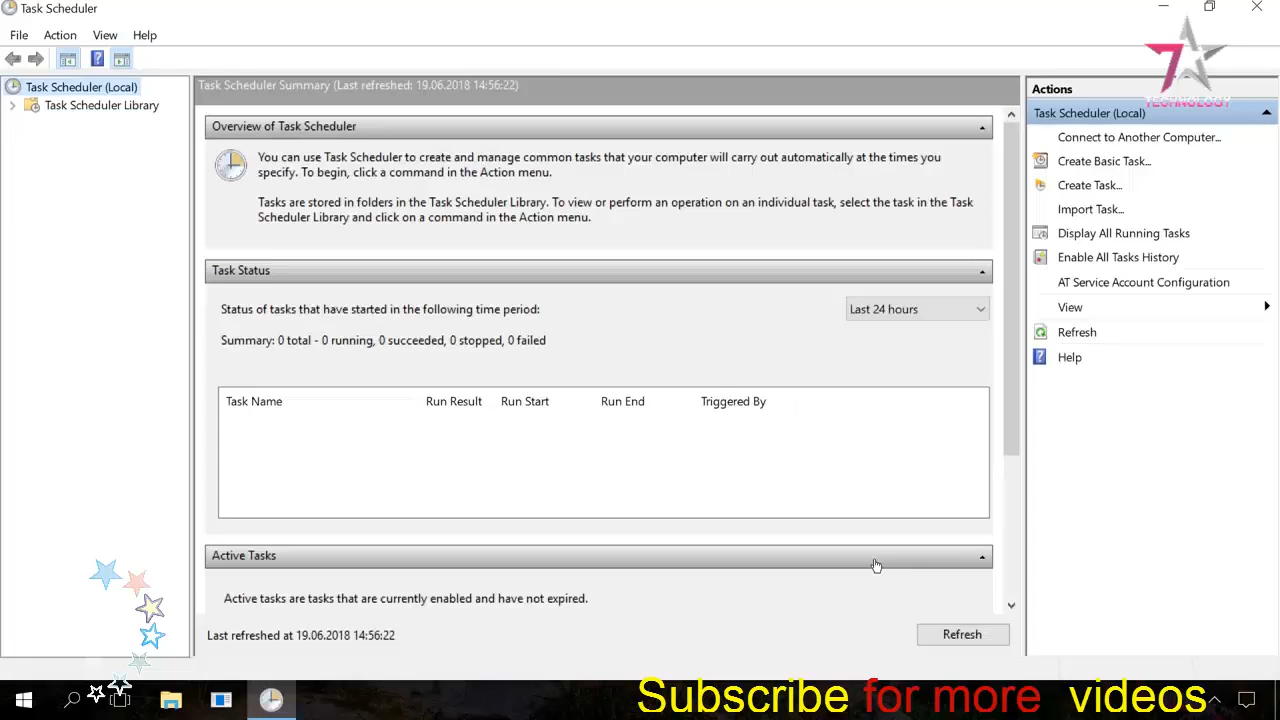 Task Scheduler
File Action View Help
Task Scheduler (Local)
Task Scheduler Library
Task Scheduler Summary (Last refreshed: 19.06.2018 14:56:22)
Overview of Task Scheduler
You can use Task Scheduler to create and manage common tasks that your computer will carry out automatically at the times you
specify. To begin, click a command in the Action menu.
Tasks are stored in folders in the Task Scheduler Library. To view or perform an operation on an individual task, select the task in the Task
Scheduler Library and click on a command in the Action menu.
Task Status
Status of tasks that have started in the following time period:
Last 24 hours
Summary: 0 total - 0 running, 0 succeeded, 0 stopped, 0 failed
Task Name Run Result Run Start Run End Triggered By
Active Tasks
Active tasks are tasks that are currently enabled and have not expired.
Last refreshed at 19.06.2018 14:56:22
Refresh
Actions
Task Scheduler (Local)
Connect to Another Computer...
Create Basic Task...
Create Task...
Import Task...
Display All Running Tasks
Enable All Tasks History
AT Service Account Configuration
View
Refresh
Help
7
TECHNOLOGY
Subscribe for more videos